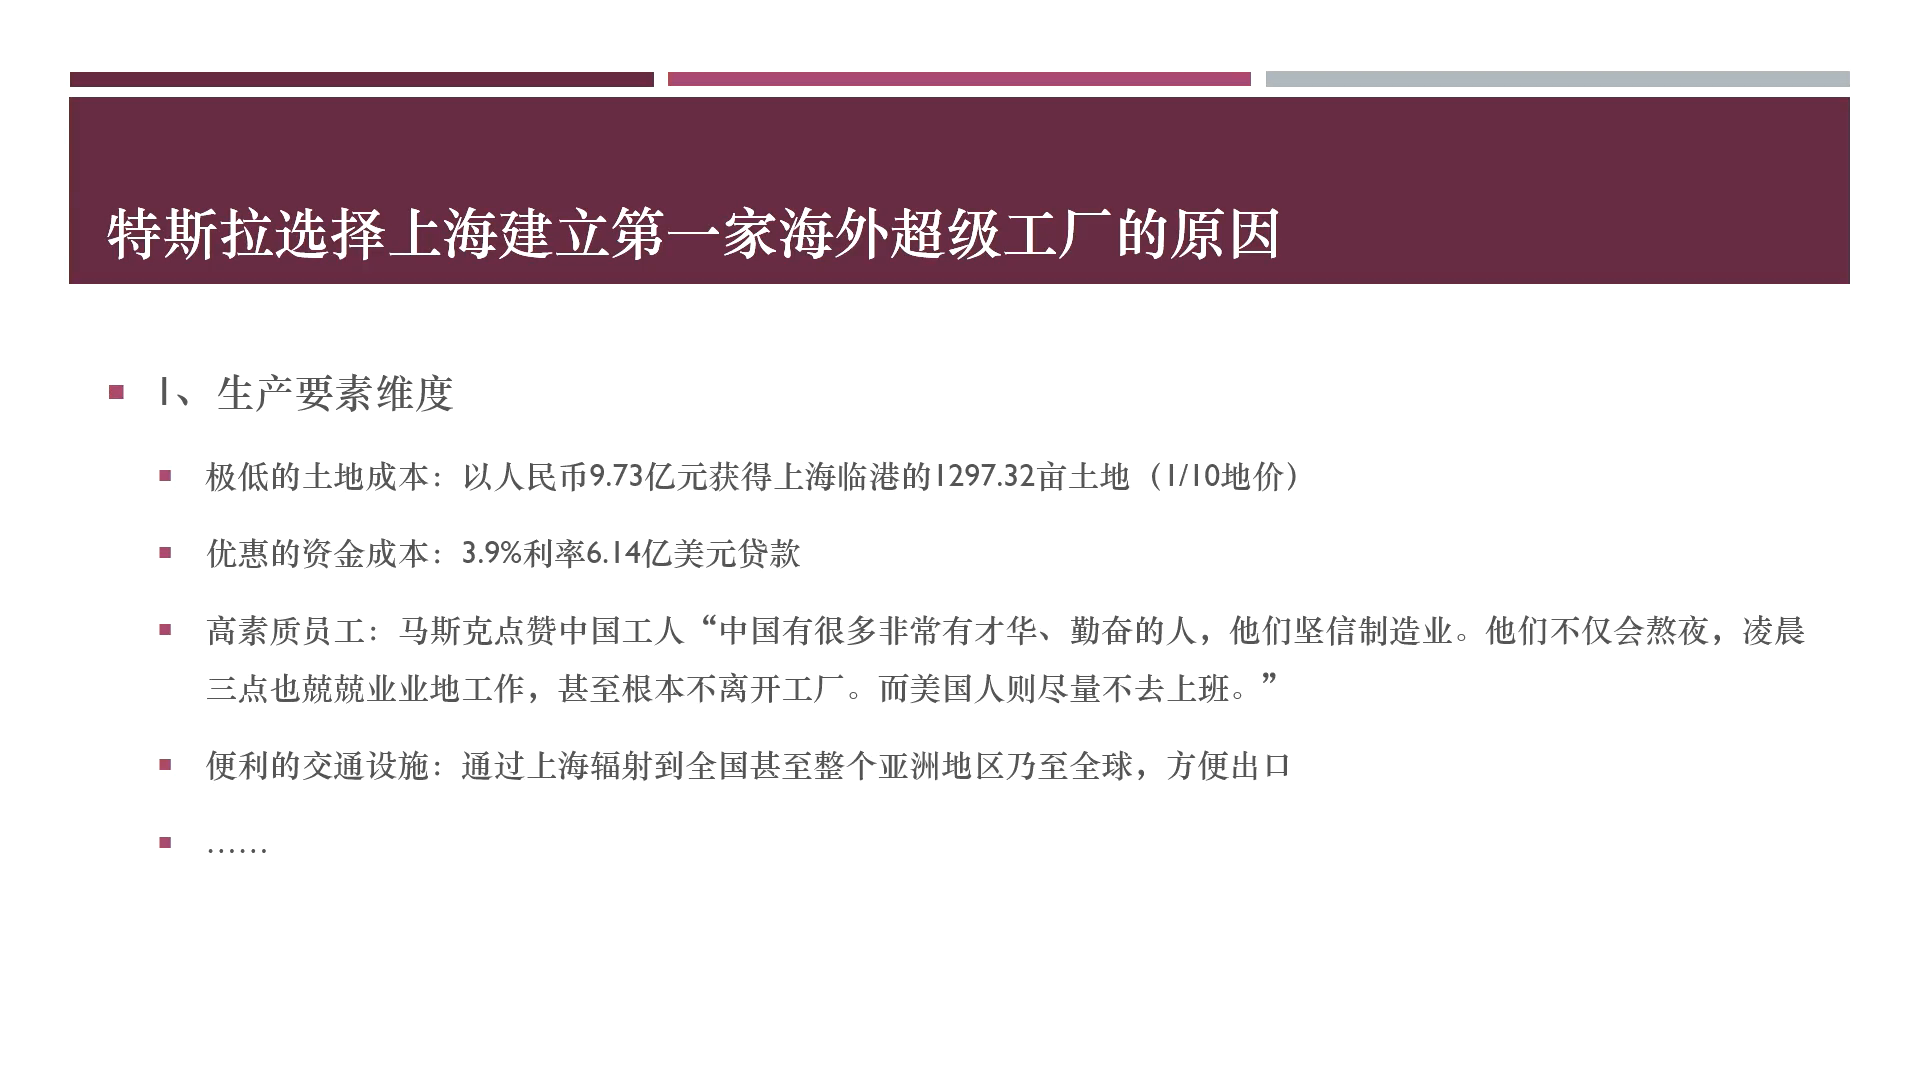 特斯拉选择上海建立第一家海外超级工厂的原因
1、生产要素维度
极低的土地成本：以人民币9.73亿元获得上海临港的1297.32亩土地（1/10地价）
优惠的资金成本：3.9%利率6.14亿美元贷款
高素质员工：马斯克点赞中国工人“中国有很多非常有才华、勤奋的人，他们坚信制造业。他们不仅会熬夜，凌晨
三点也兢兢业业地工作，甚至根本不离开工厂。而美国人则尽量不去上班。”
便利的交通设施：通过上海辐射到全国甚至整个亚洲地区乃至全球，方便出口
……